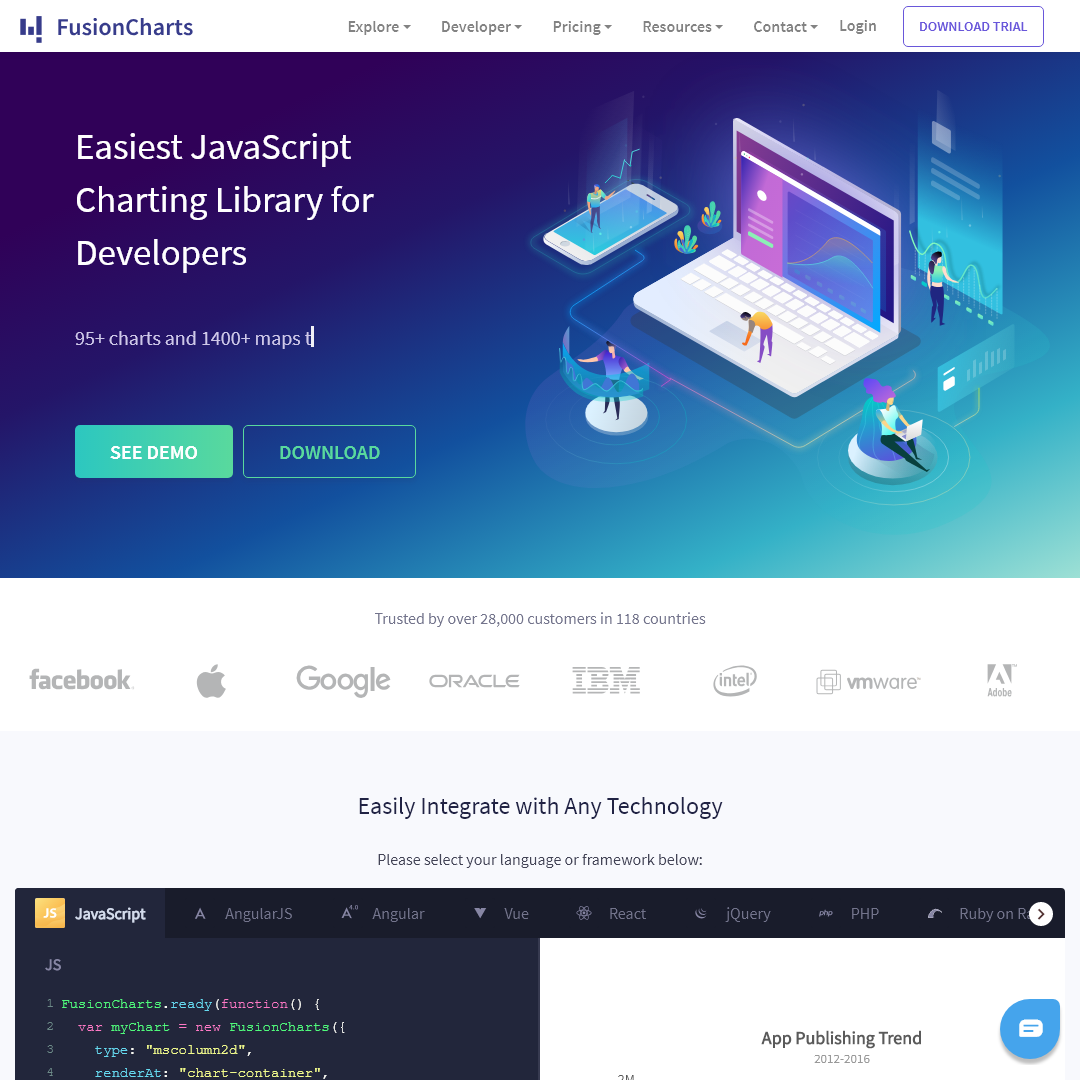 FusionCharts
Explore
Developer
Pricing
Resources
Contact
Login
DOWNLOAD TRIAL
Easiest JavaScript
Charting Library for
Developers
95+ charts and 1400+ maps t
SEE DEMO
DOWNLOAD
Trusted by over 28,000 customers in 118 countries
facebook
Google
ORACLE
IBM
intel
vmware
Adobe
Easily Integrate with Any Technology
Please select your language or framework below:
JS JavaScript
AngularJS
4.0 Angular
Vue
React
jQuery
php PHP
Ruby on Ra
JS
1 FusionCharts.ready(function() {
2 var myChart = new FusionCharts({
3 type: "mscolumn2d",
4 renderAt: "chart-container",
App Publishing Trend
2012-2016
2M